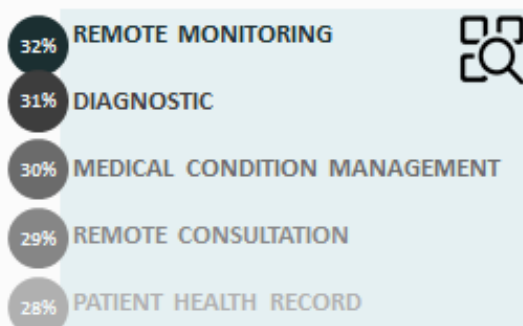 32% REMOTE MONITORING
31% DIAGNOSTIC
30% MEDICAL CONDITION MANAGEMENT
29% REMOTE CONSULTATION
28% PATIENT HEALTH RECORD